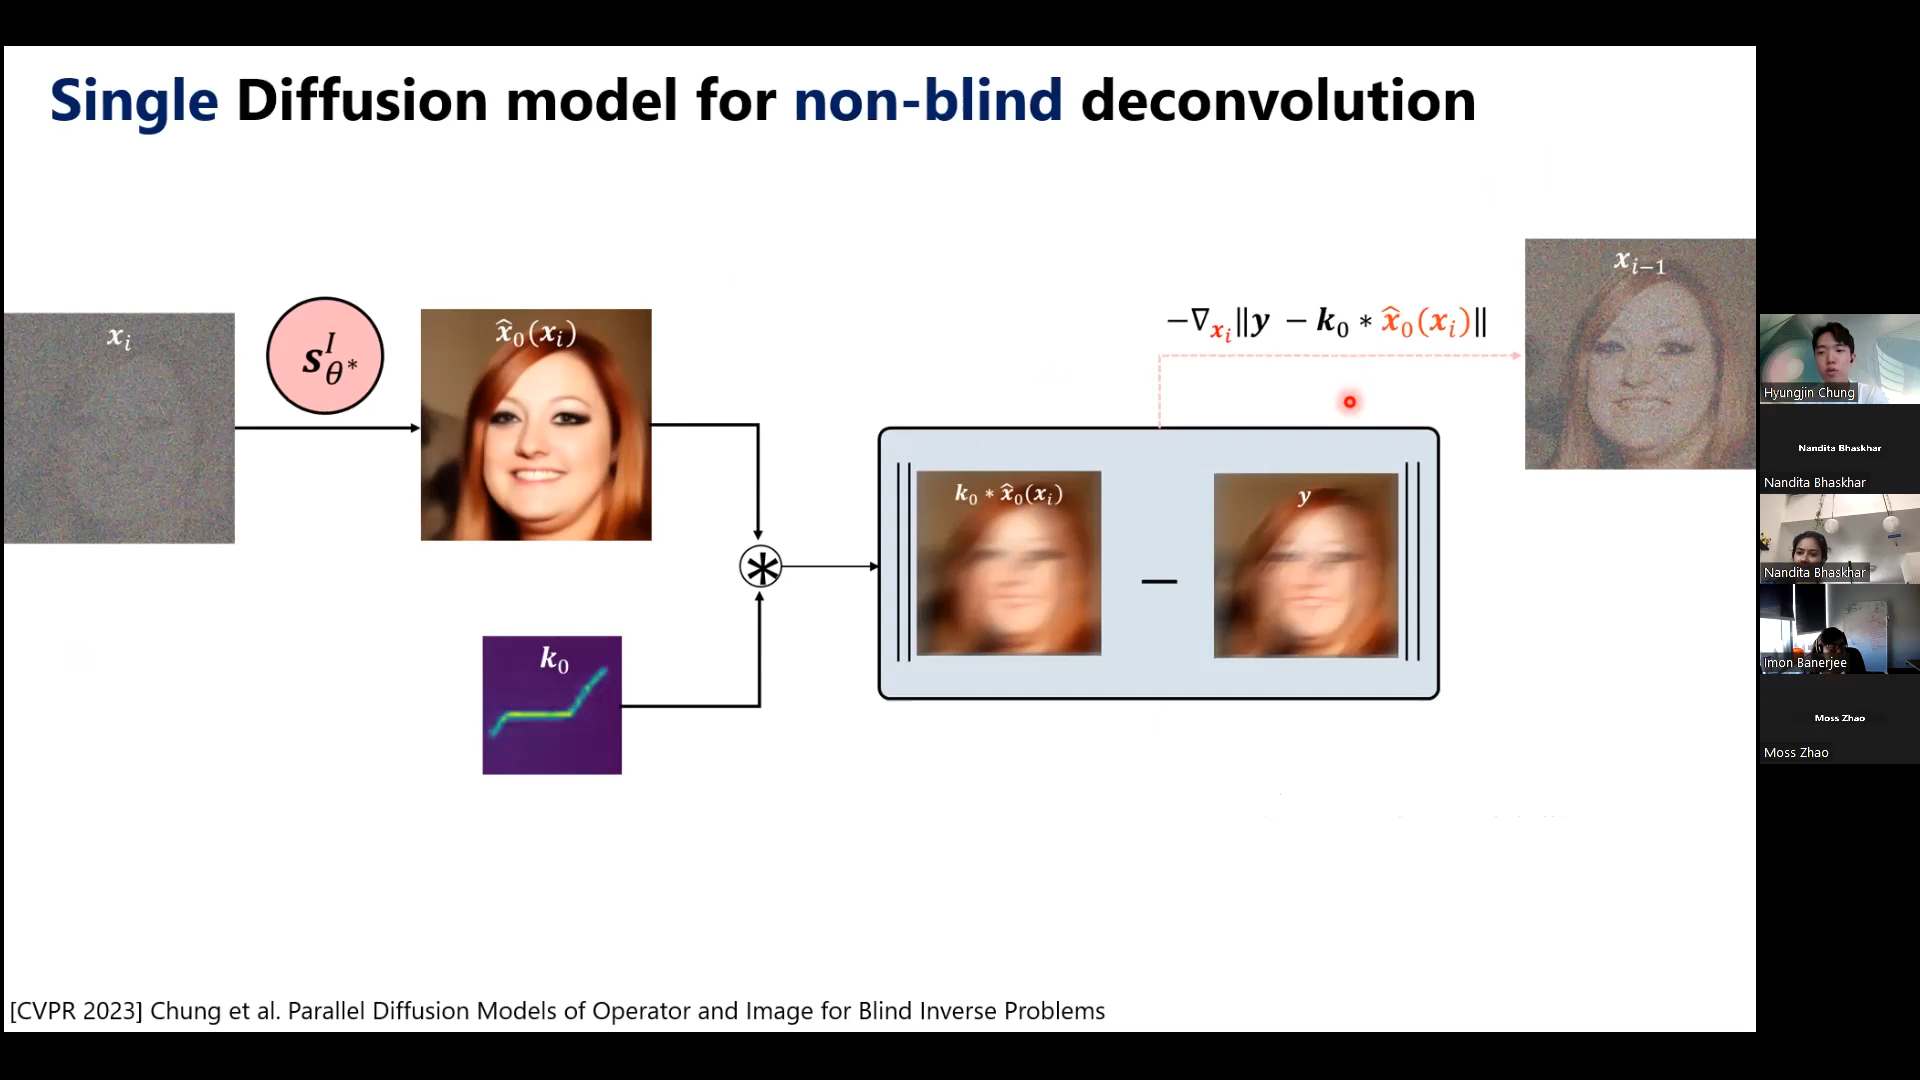 Single Diffusion model for non-blind deconvolution
x_i
s^I_{θ*}
x̂_0(x_i)
−∇_{x_i}‖y − k_0 * x̂_0(x_i)‖
x_{i−1}
k_0 * x̂_0(x_i)
−
y
*
k_0
[CVPR 2023] Chung et al. Parallel Diffusion Models of Operator and Image for Blind Inverse Problems
Hyungjin Chung
Nandita Bhaskhar
Nandita Bhaskhar
Nandita Bhaskhar
Imon Banerjee
Moss Zhao
Moss Zhao